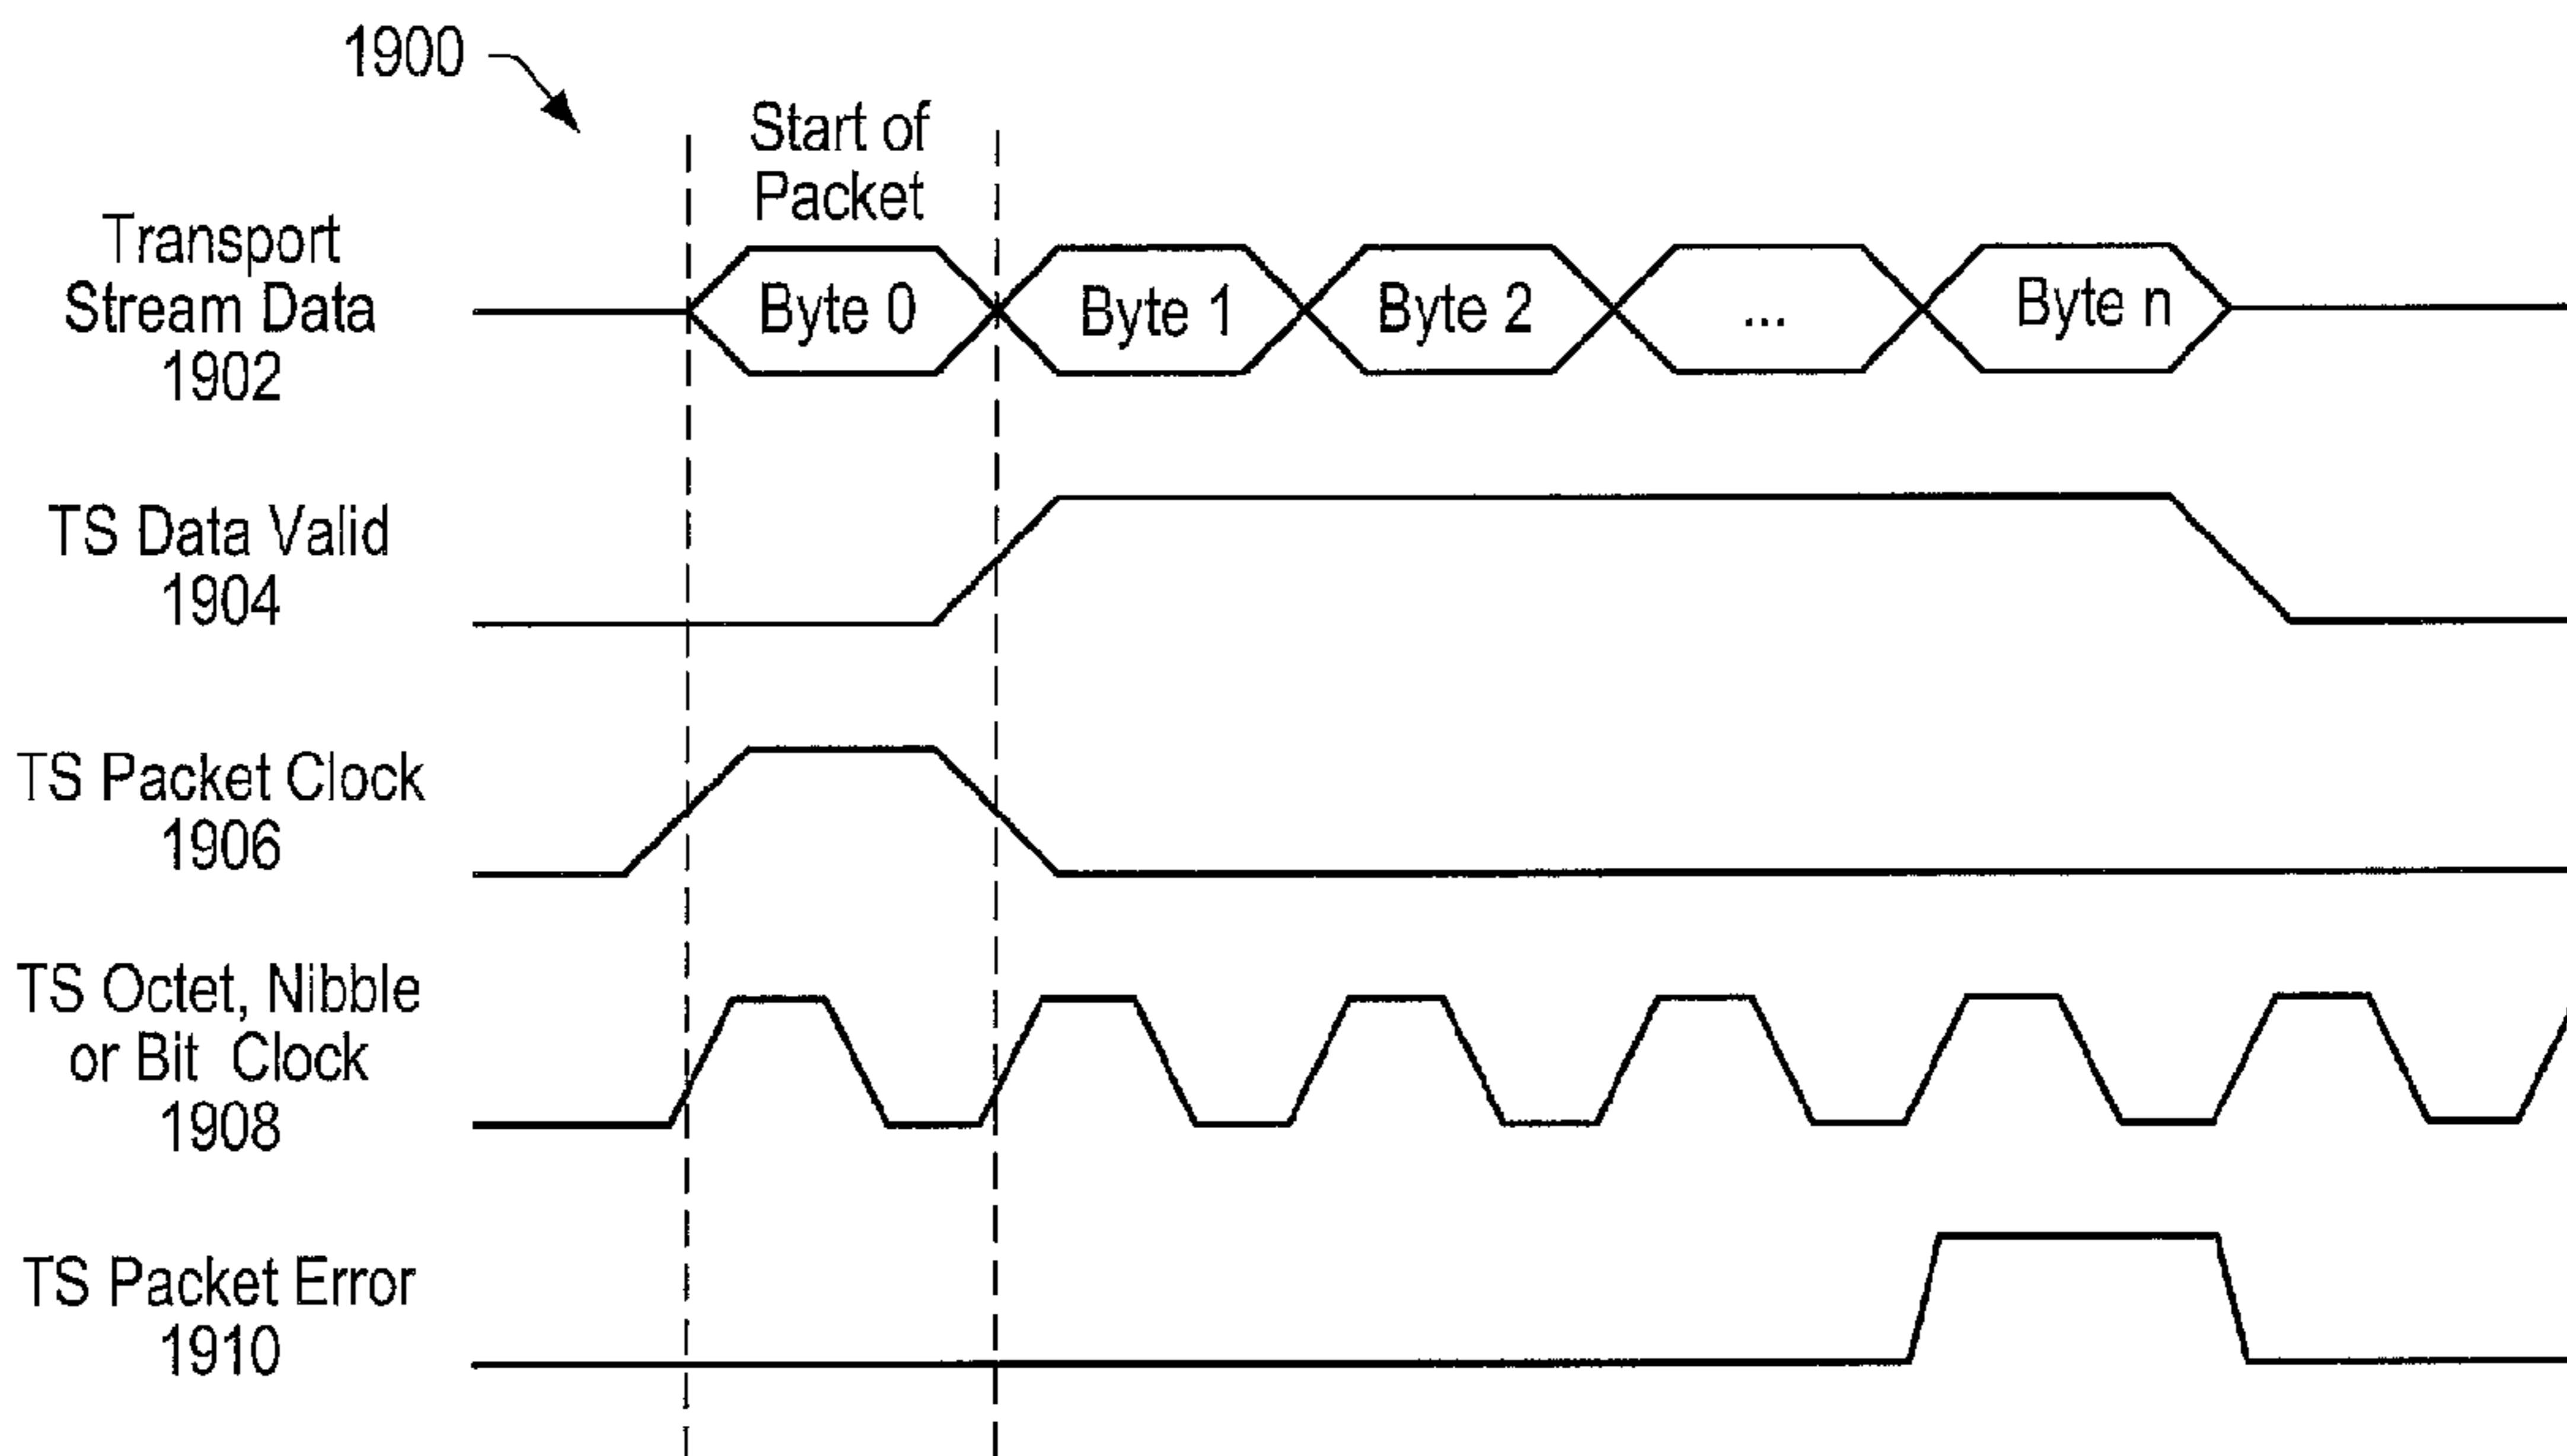 1900
Start of
Packet
Transport
Stream Data
1902
Byte 0
Byte 1
Byte 2
...
Byte n
TS Data Valid
1904
TS Packet Clock
1906
TS Octet, Nibble
or Bit Clock
1908
TS Packet Error
1910